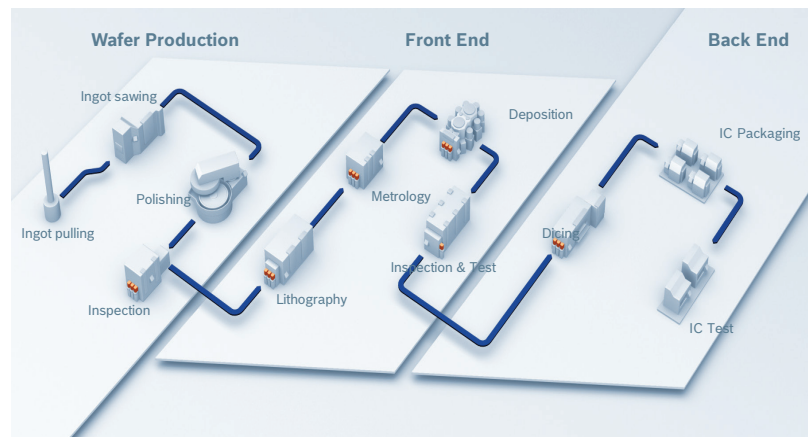 Wafer Production
Front End
Back End
Ingot sawing
Deposition
IC Packaging
Polishing
Metrology
Ingot pulling
Dicing
Inspection & Test
Inspection
Lithography
IC Test